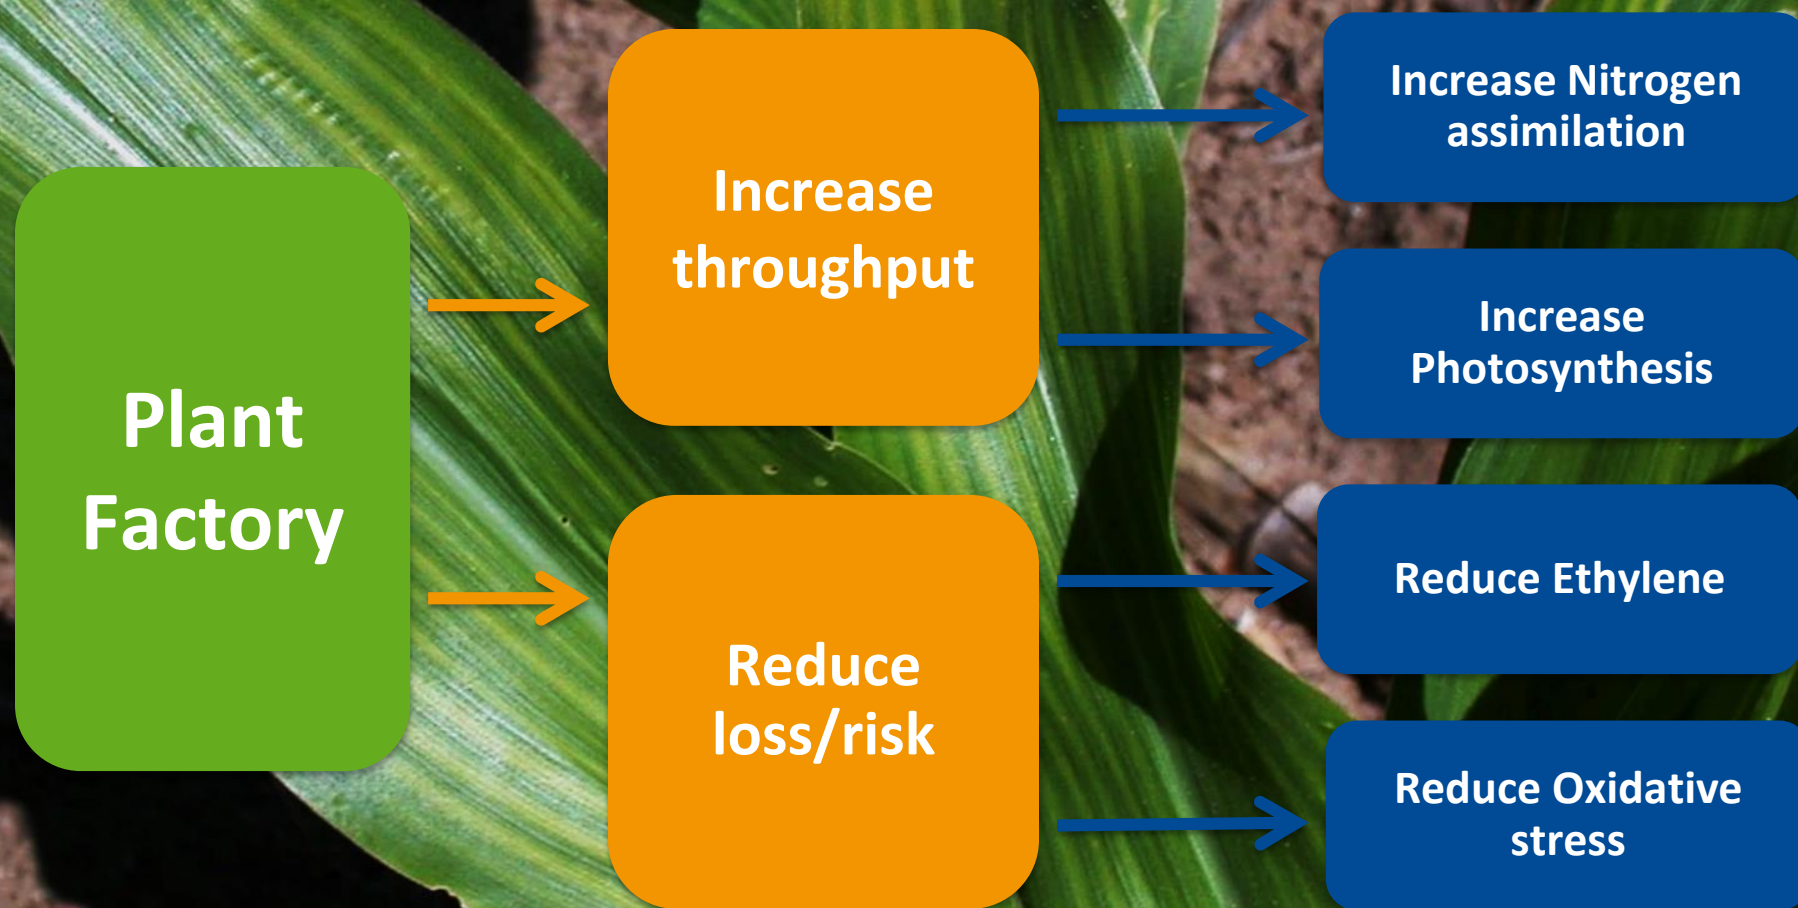 Plant
Factory
Increase
throughput
Reduce
loss/risk
Increase Nitrogen
assimilation
Increase
Photosynthesis
Reduce Ethylene
Reduce Oxidative
stress